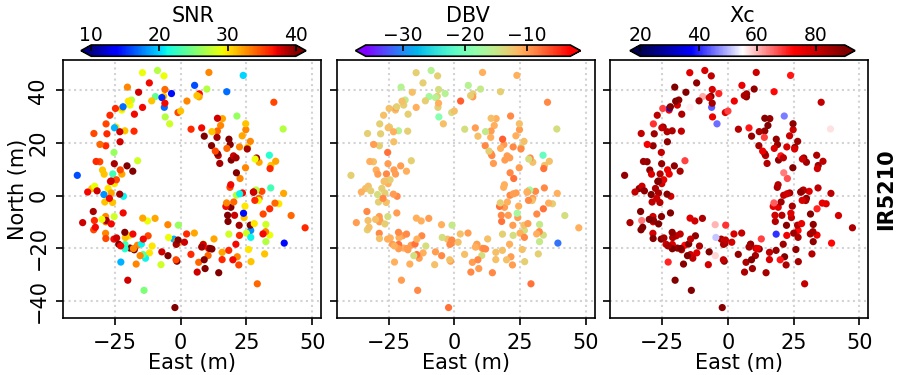 SNR DBV Xc
10 20 30 40 −30 −20 −10 20 40 60 80
North (m)
40
20
0
−20
−40
IR5210
−25 0 25 50 −25 0 25 50 −25 0 25 50
East (m) East (m) East (m)